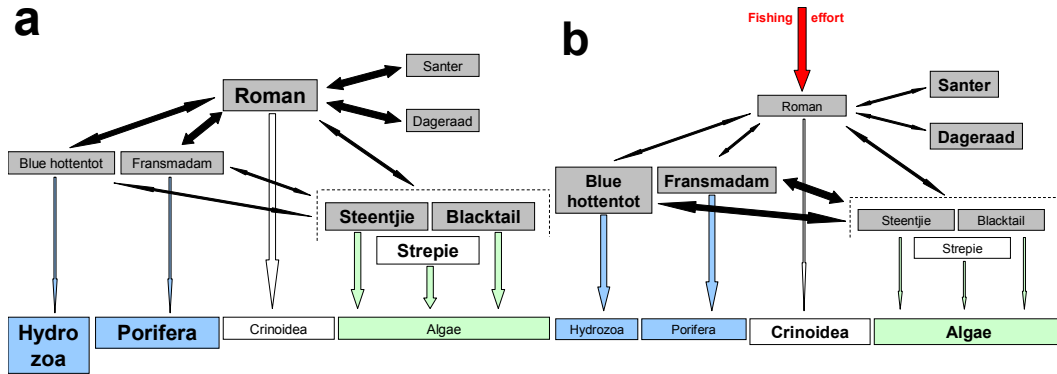 a
Santer
Roman
Dageraad
Blue hottentot
Fransmadam
Steentjie
Blacktail
Strepie
Hydro
zoa
Porifera
Crinoidea
Algae
b
Fishing effort
Roman
Santer
Dageraad
Blue
hottentot
Fransmadam
Steentjie
Blacktail
Strepie
Hydrozoa
Porifera
Crinoidea
Algae